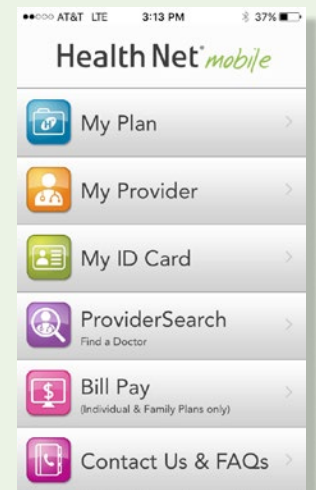 AT&T LTE 3:13 PM 37%
Health Net mobile
My Plan
My Provider
My ID Card
ProviderSearch
Find a Doctor
Bill Pay
(Individual & Family Plans only)
Contact Us & FAQs